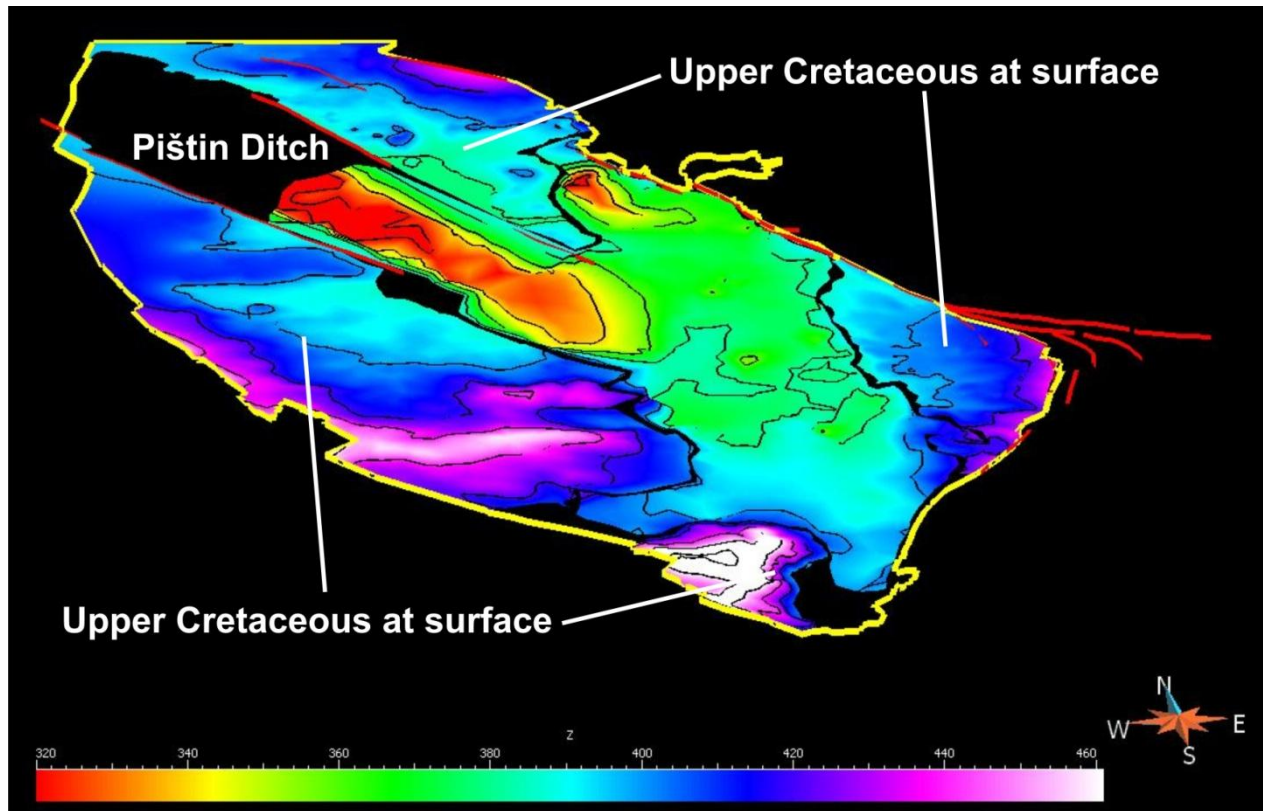 Upper Cretaceous at surface
Pištin Ditch
Upper Cretaceous at surface
N
W E
S
Z
320 340 360 380 400 420 440 460